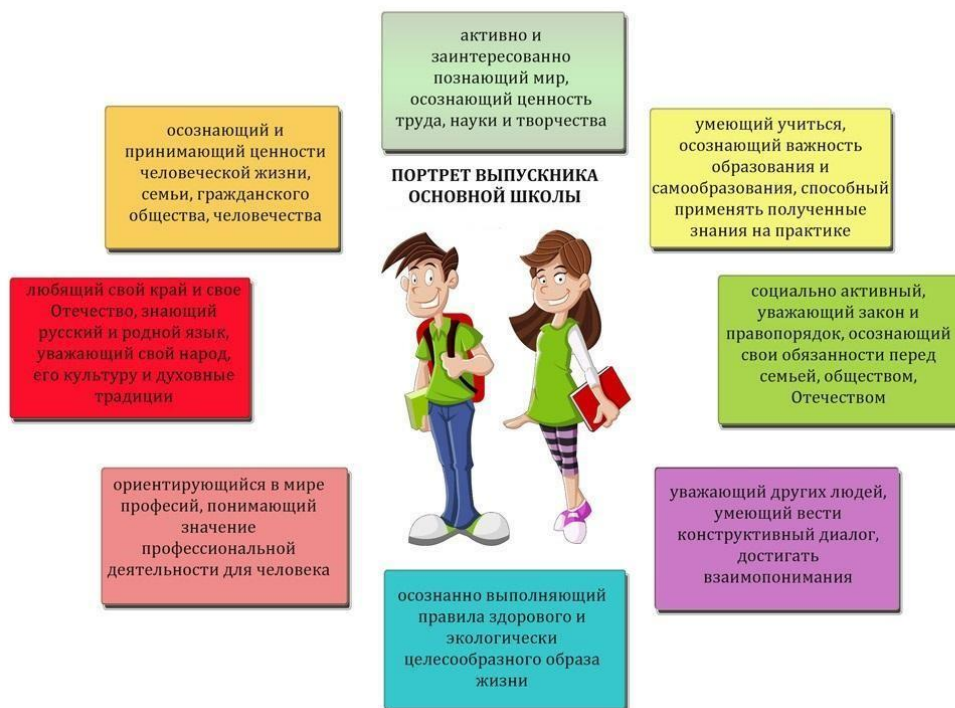 активно и
заинтересованно
познающий мир,
осознающий ценность
труда, науки и творчества
осознающий и
принимающий ценности
человеческой жизни,
семьи, гражданского
общества, человечества
умеющий учиться,
осознающий важность
образования и
самообразования, способный
применять полученные
знания на практике
ПОРТРЕТ ВЫПУСКНИКА
ОСНОВНОЙ ШКОЛЫ
любящий свой край и свое
Отечество, знающий
русский и родной язык,
уважающий свой народ,
его культуру и духовные
традиции
социально активный,
уважающий закон и
правопорядок, осознающий
свои обязанности перед
семьей, обществом,
Отечеством
ориентирующийся в мире
професий, понимающий
значение
профессиональной
деятельности для человека
уважающий других людей,
умеющий вести
конструктивный диалог,
достигать
взаимопонимания
осознанно выполняющий
правила здорового и
экологически
целесообразного образа
жизни